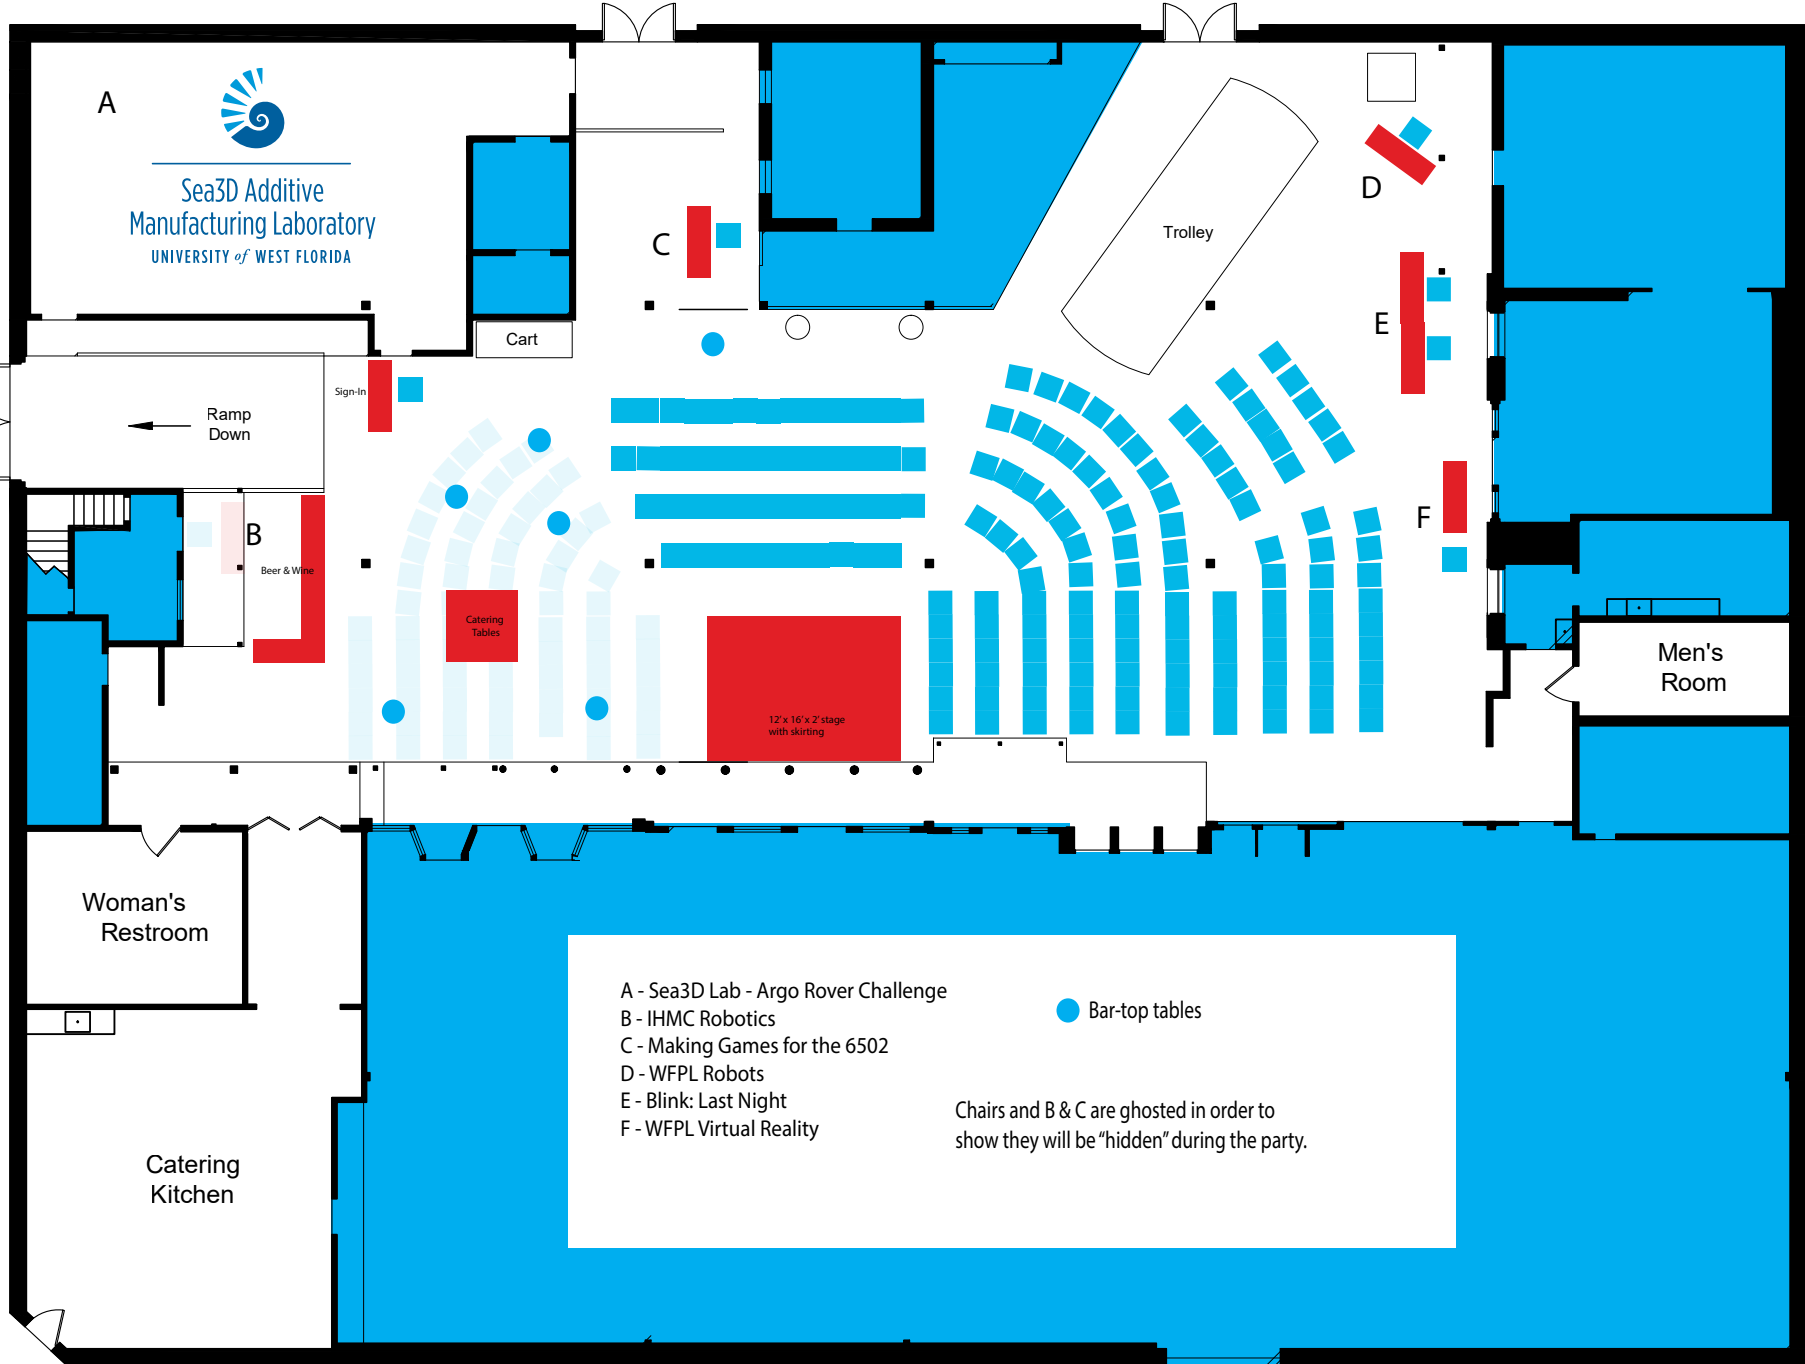 A
Sea3D Additive
Manufacturing Laboratory
UNIVERSITY of WEST FLORIDA
C
Trolley
D
E
Cart
Sign-In
Ramp
Down
F
B
Beer & Wine
Catering
Tables
12' x 16' x 2' stage
with skirting
Men's
Room
Woman's
Restroom
Catering
Kitchen
A - Sea3D Lab - Argo Rover Challenge
B - IHMC Robotics
C - Making Games for the 6502
D - WFPL Robots
E - Blink: Last Night
F - WFPL Virtual Reality
Bar-top tables
Chairs and B & C are ghosted in order to
show they will be “hidden” during the party.